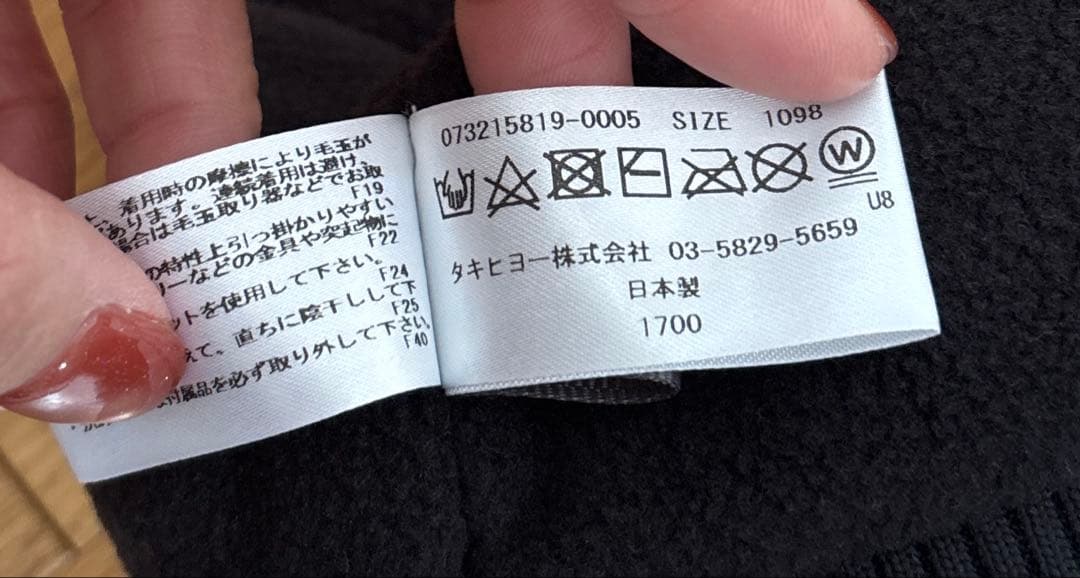 着用時の摩擦により毛玉が
あります。連続着用は避け、
場合は毛玉取り器などでお取
F19
の特性上引っ掛かりやすい
リーなどの金具や突起物に
F22
ットを使用して下さい。
F24
えて。直ちに陰干しして下
F25
付属品を必ず取り外して下さい。
F40
073215819-0005 SIZE 1098
W
U8
タキヒヨー株式会社 03-5829-5659
日本製
1700